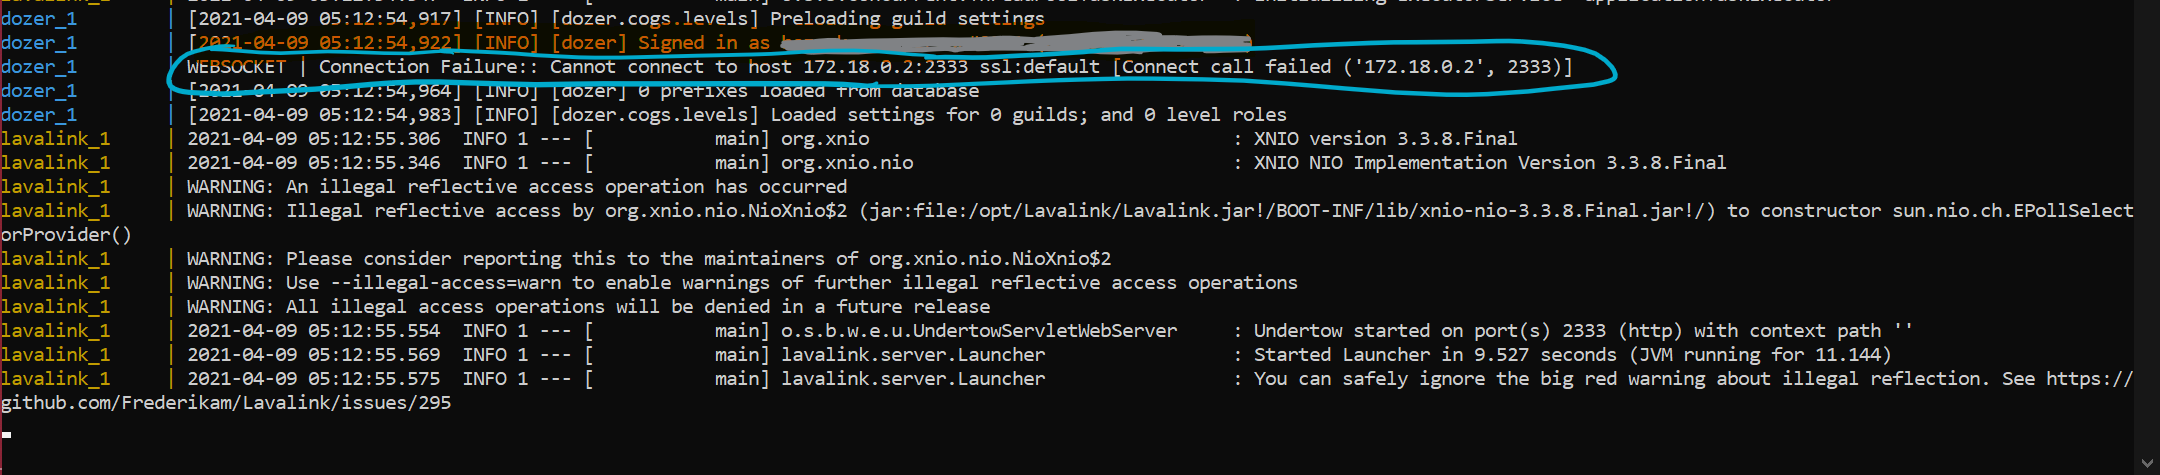 dozer_1 | [2021-04-09 05:12:54,917] [INFO] [dozer.cogs.levels] Preloading guild settings
dozer_1 | [2021-04-09 05:12:54,922] [INFO] [dozer] Signed in as
dozer_1 | WEBSOCKET | Connection Failure:: Cannot connect to host 172.18.0.2:2333 ssl:default [Connect call failed ('172.18.0.2', 2333)]
dozer_1 | [2021-04-09 05:12:54,964] [INFO] [dozer] 0 prefixes loaded from database
dozer_1 | [2021-04-09 05:12:54,983] [INFO] [dozer.cogs.levels] Loaded settings for 0 guilds; and 0 level roles
lavalink_1 | 2021-04-09 05:12:55.306 INFO 1 --- [ main] org.xnio : XNIO version 3.3.8.Final
lavalink_1 | 2021-04-09 05:12:55.346 INFO 1 --- [ main] org.xnio.nio : XNIO NIO Implementation Version 3.3.8.Final
lavalink_1 | WARNING: An illegal reflective access operation has occurred
lavalink_1 | WARNING: Illegal reflective access by org.xnio.nio.NioXnio$2 (jar:file:/opt/Lavalink/Lavalink.jar!/BOOT-INF/lib/xnio-nio-3.3.8.Final.jar!/) to constructor sun.nio.ch.EPollSelect
orProvider()
lavalink_1 | WARNING: Please consider reporting this to the maintainers of org.xnio.nio.NioXnio$2
lavalink_1 | WARNING: Use --illegal-access=warn to enable warnings of further illegal reflective access operations
lavalink_1 | WARNING: All illegal access operations will be denied in a future release
lavalink_1 | 2021-04-09 05:12:55.554 INFO 1 --- [ main] o.s.b.w.e.u.UndertowServletWebServer : Undertow started on port(s) 2333 (http) with context path ''
lavalink_1 | 2021-04-09 05:12:55.569 INFO 1 --- [ main] lavalink.server.Launcher : Started Launcher in 9.527 seconds (JVM running for 11.144)
lavalink_1 | 2021-04-09 05:12:55.575 INFO 1 --- [ main] lavalink.server.Launcher : You can safely ignore the big red warning about illegal reflection. See https://
github.com/Frederikam/Lavalink/issues/295